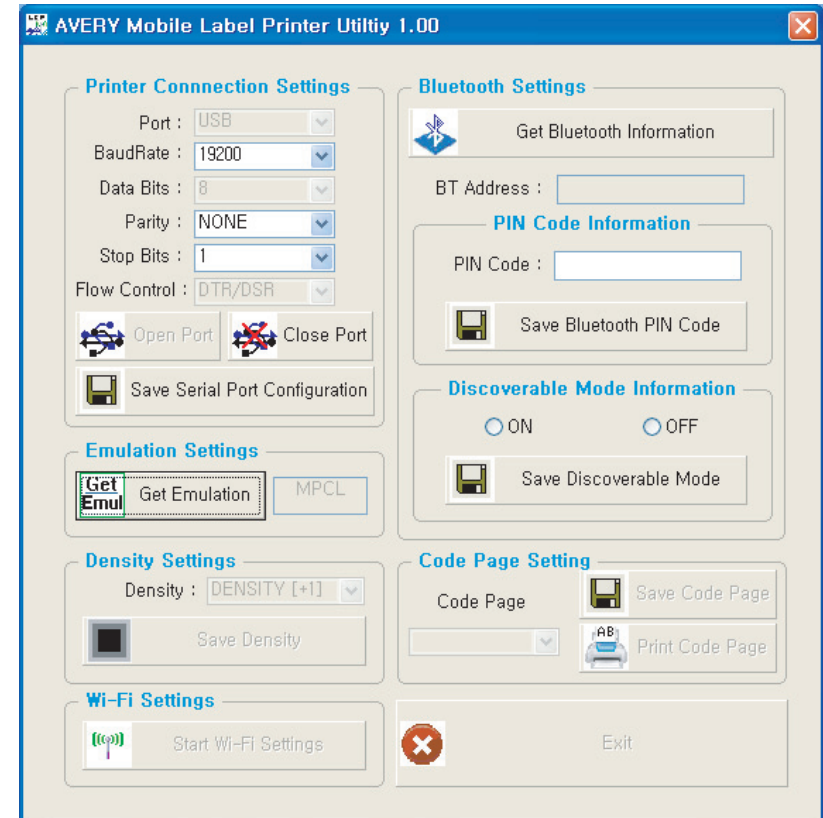 AVERY Mobile Label Printer Utiltiy 1.00
Printer Connnection Settings
Port : USB
BaudRate : 19200
Data Bits : 8
Parity : NONE
Stop Bits : 1
Flow Control : DTR/DSR
Open Port Close Port
Save Serial Port Configuration
Emulation Settings
Get Emul Get Emulation MPCL
Density Settings
Density : DENSITY [+1]
Save Density
Wi-Fi Settings
Start Wi-Fi Settings
Bluetooth Settings
Get Bluetooth Information
BT Address :
PIN Code Information
PIN Code :
Save Bluetooth PIN Code
Discoverable Mode Information
ON OFF
Save Discoverable Mode
Code Page Setting
Code Page
Save Code Page
AB Print Code Page
Exit